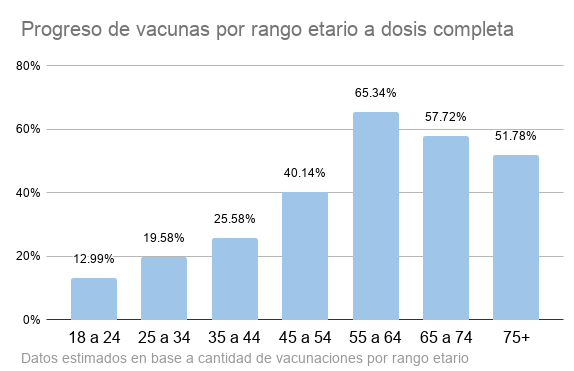 Progreso de vacunas por rango etario a dosis completa
80%
60%
40%
20%
0%
12.99%
19.58%
25.58%
40.14%
65.34%
57.72%
51.78%
18 a 24
25 a 34
35 a 44
45 a 54
55 a 64
65 a 74
75+
Datos estimados en base a cantidad de vacunaciones por rango etario